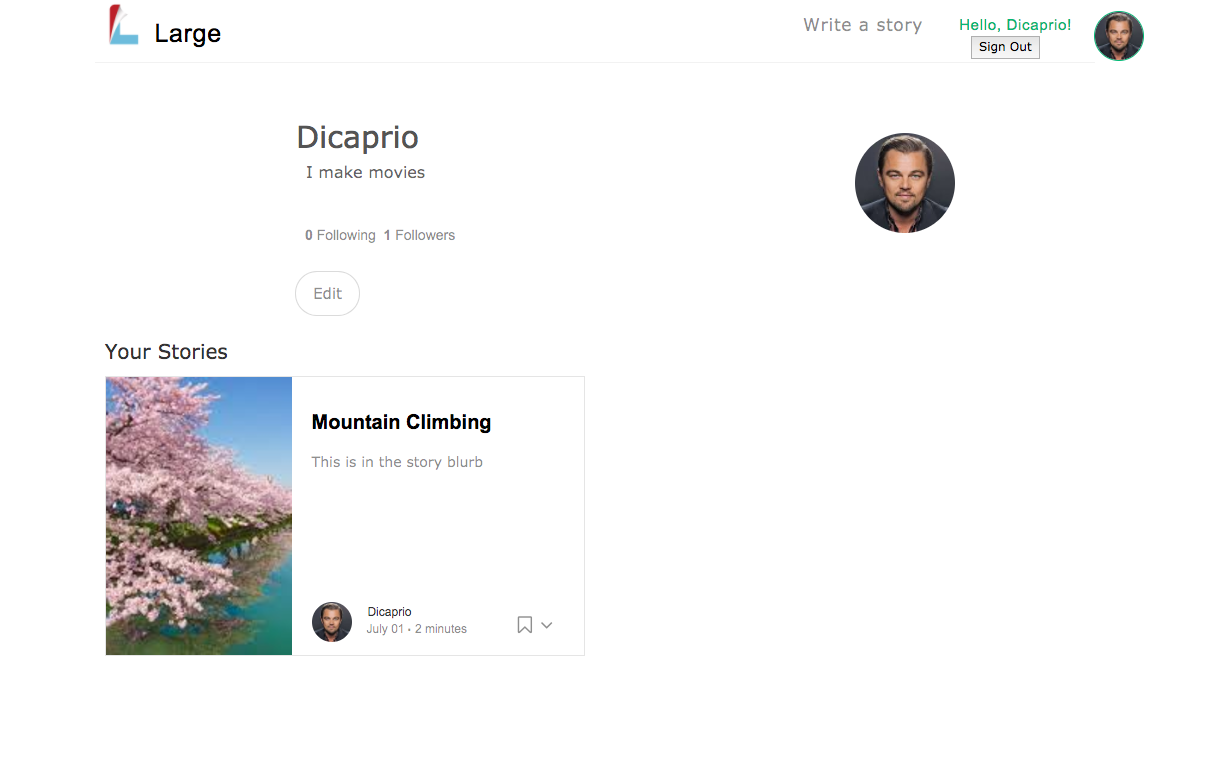 Large
Write a story
Hello, Dicaprio!
Sign Out
Dicaprio
I make movies
0 Following 1 Followers
Edit
Your Stories
Mountain Climbing
This is in the story blurb
Dicaprio
July 01 • 2 minutes